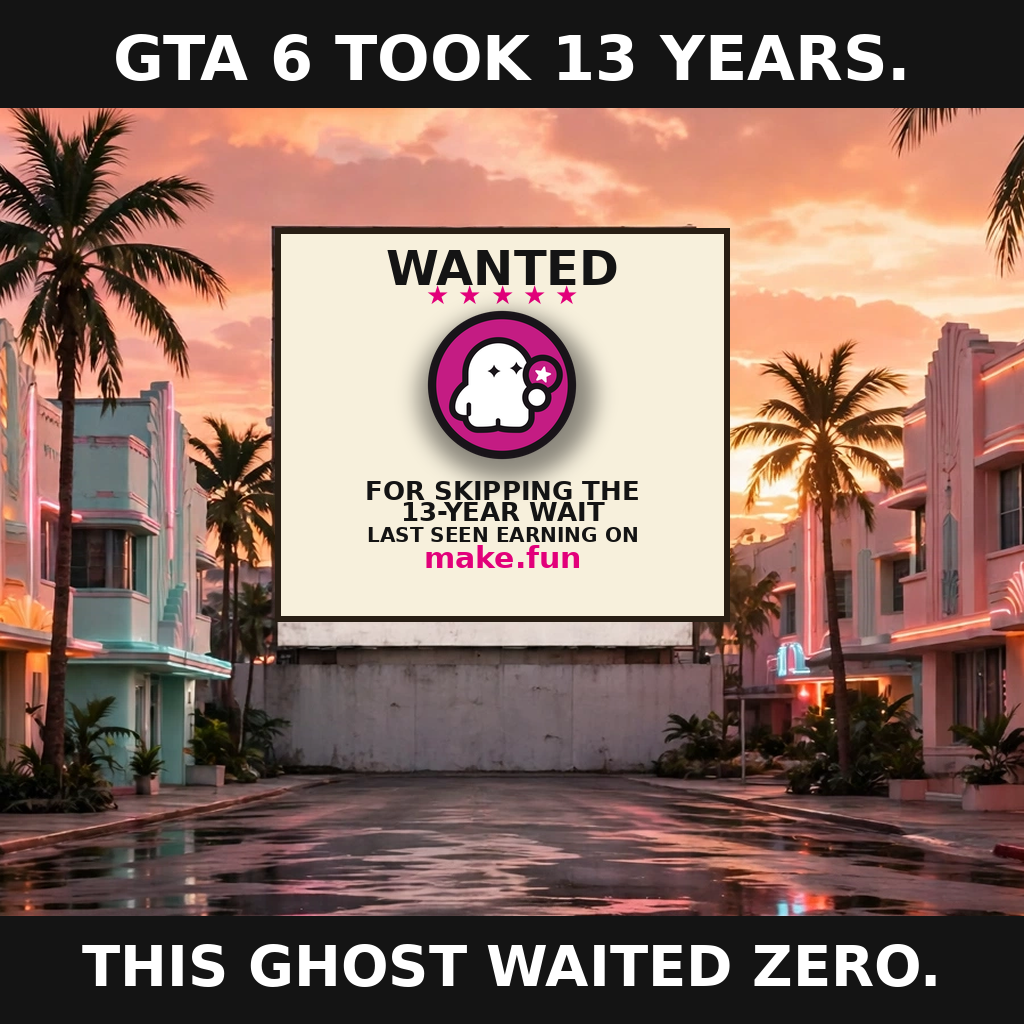 GTA 6 TOOK 13 YEARS.
WANTED
★ ★ ★ ★ ★
FOR SKIPPING THE
13-YEAR WAIT
LAST SEEN EARNING ON
make.fun
THIS GHOST WAITED ZERO.